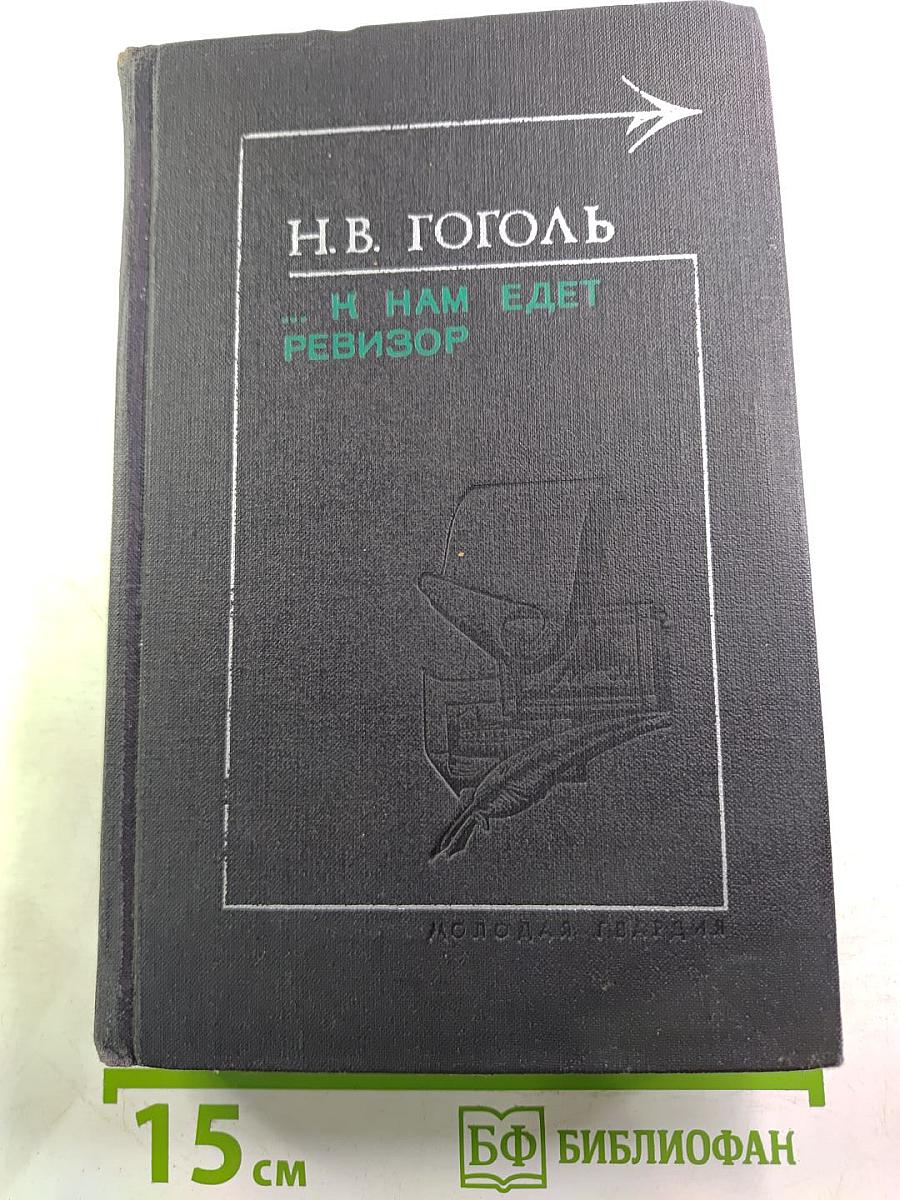 Н.В. ГОГОЛЬ
... К НАМ ЕДЕТ
РЕВИЗОР
МОЛОДАЯ ГВАРДИЯ
15 см
БФ БИБЛИОФАН